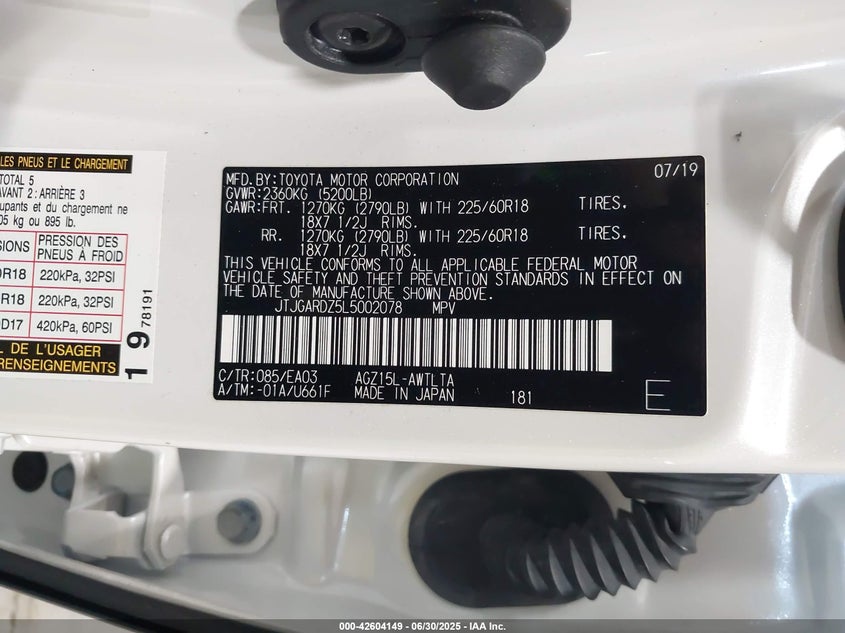 LES PNEUS ET LE CHARGEMENT
TOTAL 5
AVANT 2 : ARRIÈRE 3
cupants et du chargement ne
05 kg ou 895 lb.
SIONS PRESSION DES PNEUS À FROID
0R18 220kPa, 32PSI
R18 220kPa, 32PSI
0D17 420kPa, 60PSI
L DE L'USAGER
RENSEIGNEMENTS
1 9 78191
MFD.BY:TOYOTA MOTOR CORPORATION 07/19
GVWR:2360KG (5200LB)
GAWR:FRT. 1270KG (2790LB) WITH 225/60R18 TIRES.
18X7 1/2J RIMS.
RR. 1270KG (2790LB) WITH 225/60R18 TIRES.
18X7 1/2J RIMS.
THIS VEHICLE CONFORMS TO ALL APPLICABLE FEDERAL MOTOR
VEHICLE SAFETY AND THEFT PREVENTION STANDARDS IN EFFECT ON
THE DATE OF MANUFACTURE SHOWN ABOVE.
JTJGARDZ5L5002078 MPV
C/TR:085/EA03 AGZ15L-AWTLTA
A/TM:-01A/U661F MADE IN JAPAN 181 E
000-42604149 — 06/30/2025 — IAA Inc.